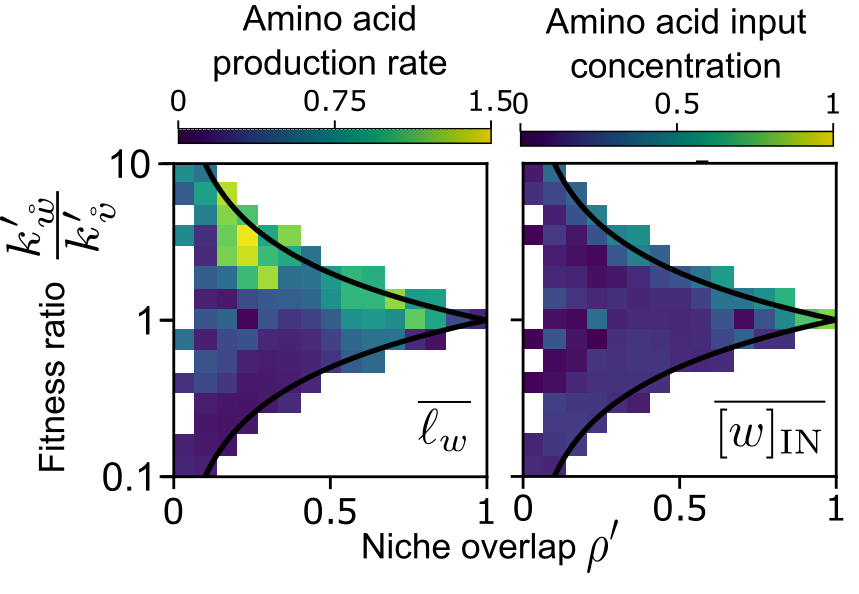 Amino acid
production rate
Amino acid input
concentration
0 0.75 1.5
0 0.5 1
Fitness ratio k′ẘ / k′v̊
10
1
0.1
ℓw
[w]IN
0 0.5 1
0 0.5 1
Niche overlap ρ′